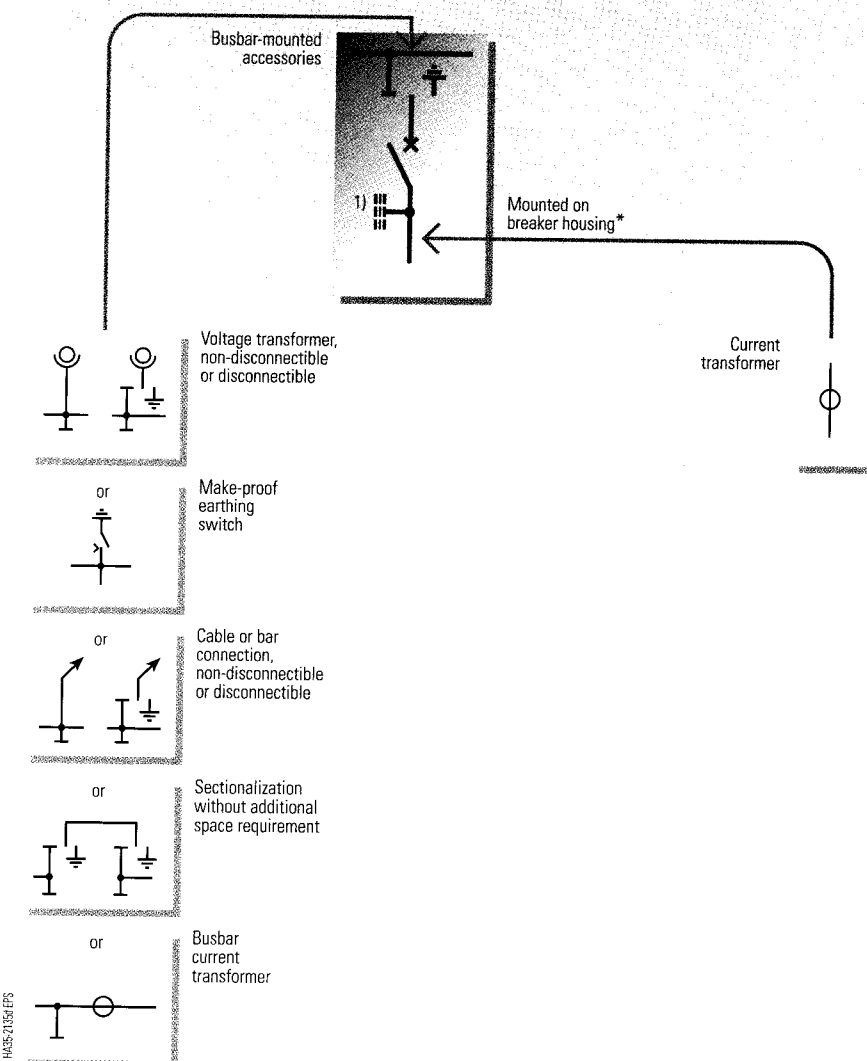 Busbar-mounted
accessories
1)
Mounted on
breaker housing*
Voltage transformer,
non-disconnectible
or disconnectible
Current
transformer
or
Make-proof
earthing
switch
or
Cable or bar
connection,
non-disconnectible
or disconnectible
or
Sectionalization
without additional
space requirement
or
Busbar
current
transformer
HA35-2135d EPS